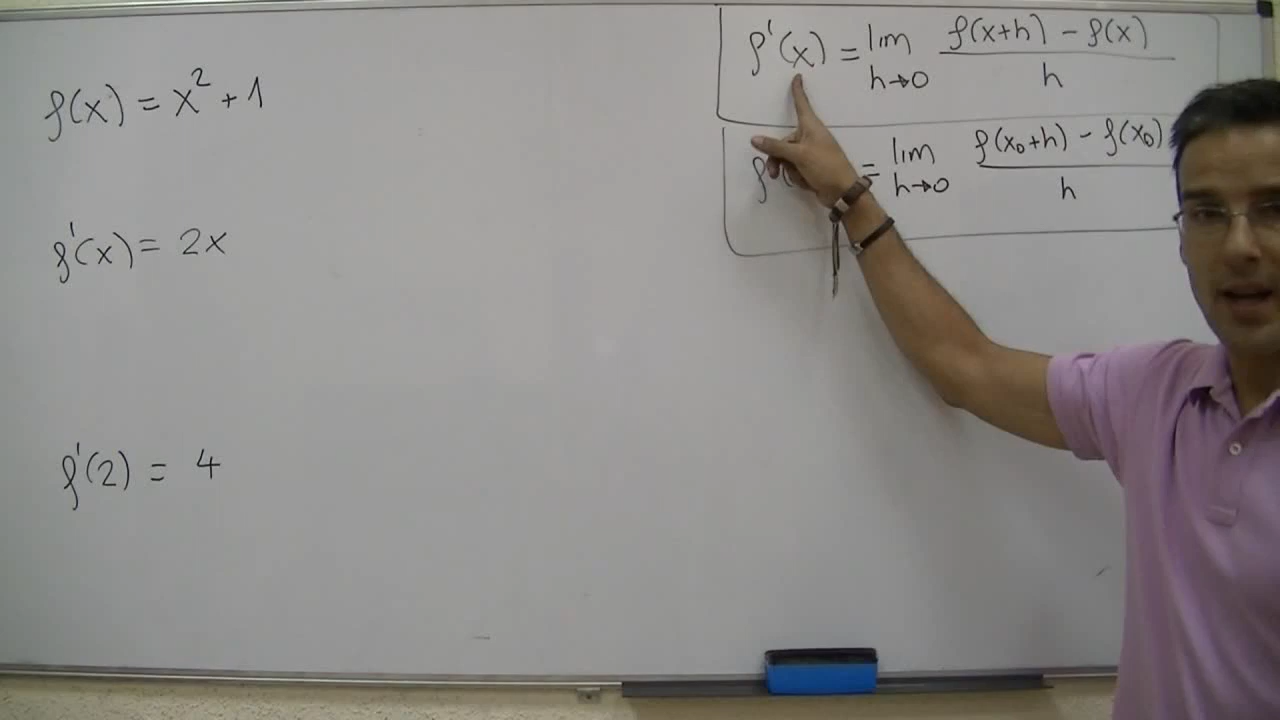 f(x) = x² + 1
f'(x) = 2x
f'(2) = 4
f'(x) = lim h→0 f(x+h) - f(x) / h
= lim h→0 f(x₀+h) - f(x₀) / h